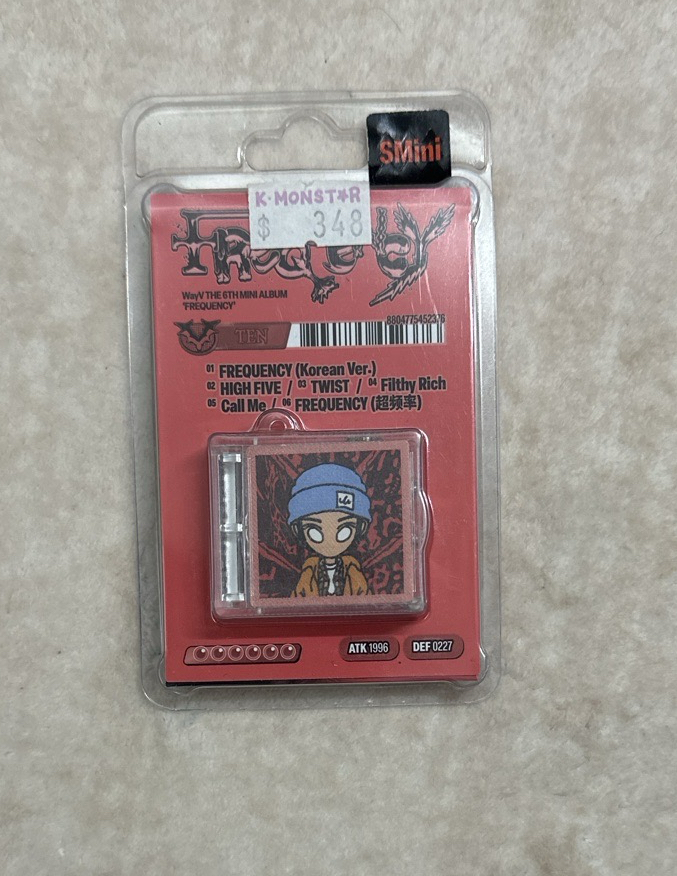 SMini
K·MONST★R
$ 348
FREQUENCY
WayV THE 6TH MINI ALBUM
'FREQUENCY'
8804775452376
TEN
01 FREQUENCY (Korean Ver.)
02 HIGH FIVE / 03 TWIST / 04 Filthy Rich
05 Call Me / 06 FREQUENCY (超频率)
ATK 1996 DEF 0227